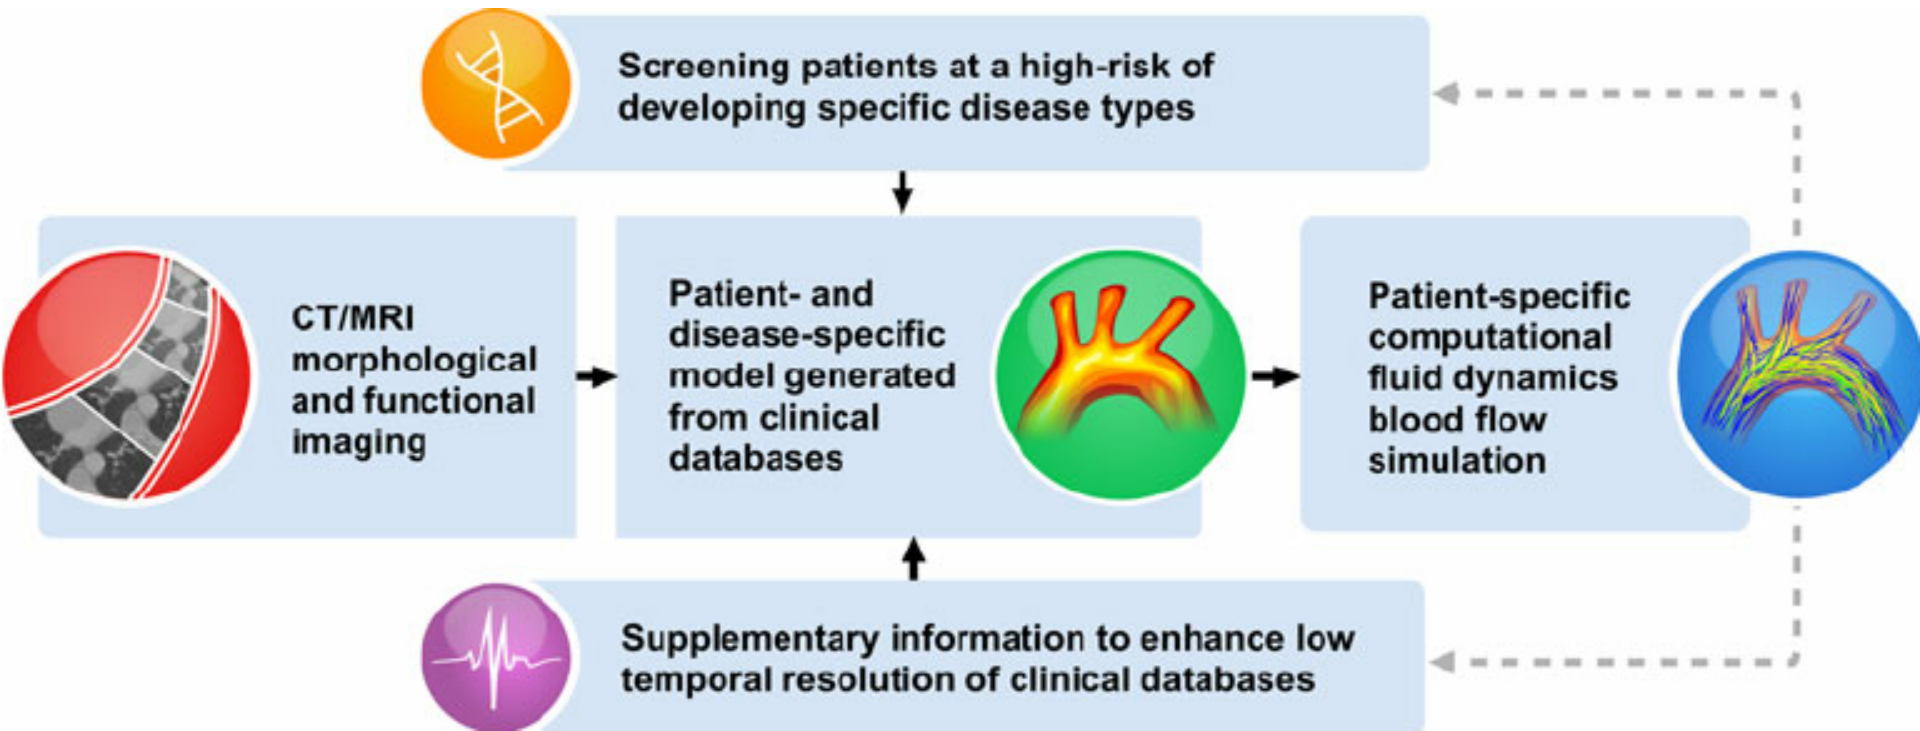 Screening patients at a high-risk of
developing specific disease types
CT/MRI
morphological
and functional
imaging
Patient- and
disease-specific
model generated
from clinical
databases
Patient-specific
computational
fluid dynamics
blood flow
simulation
Supplementary information to enhance low
temporal resolution of clinical databases